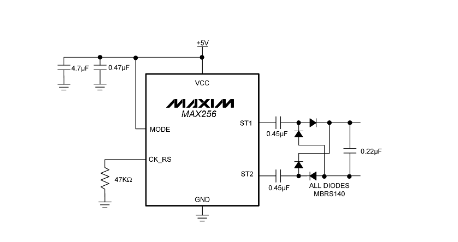 +5V
4.7µF
0.47µF
VCC
MAXIM
MAX256
ST1
0.45µF
MODE
0.22µF
CK_RS
47KΩ
ST2
0.45µF
ALL DIODES
MBRS140
GND